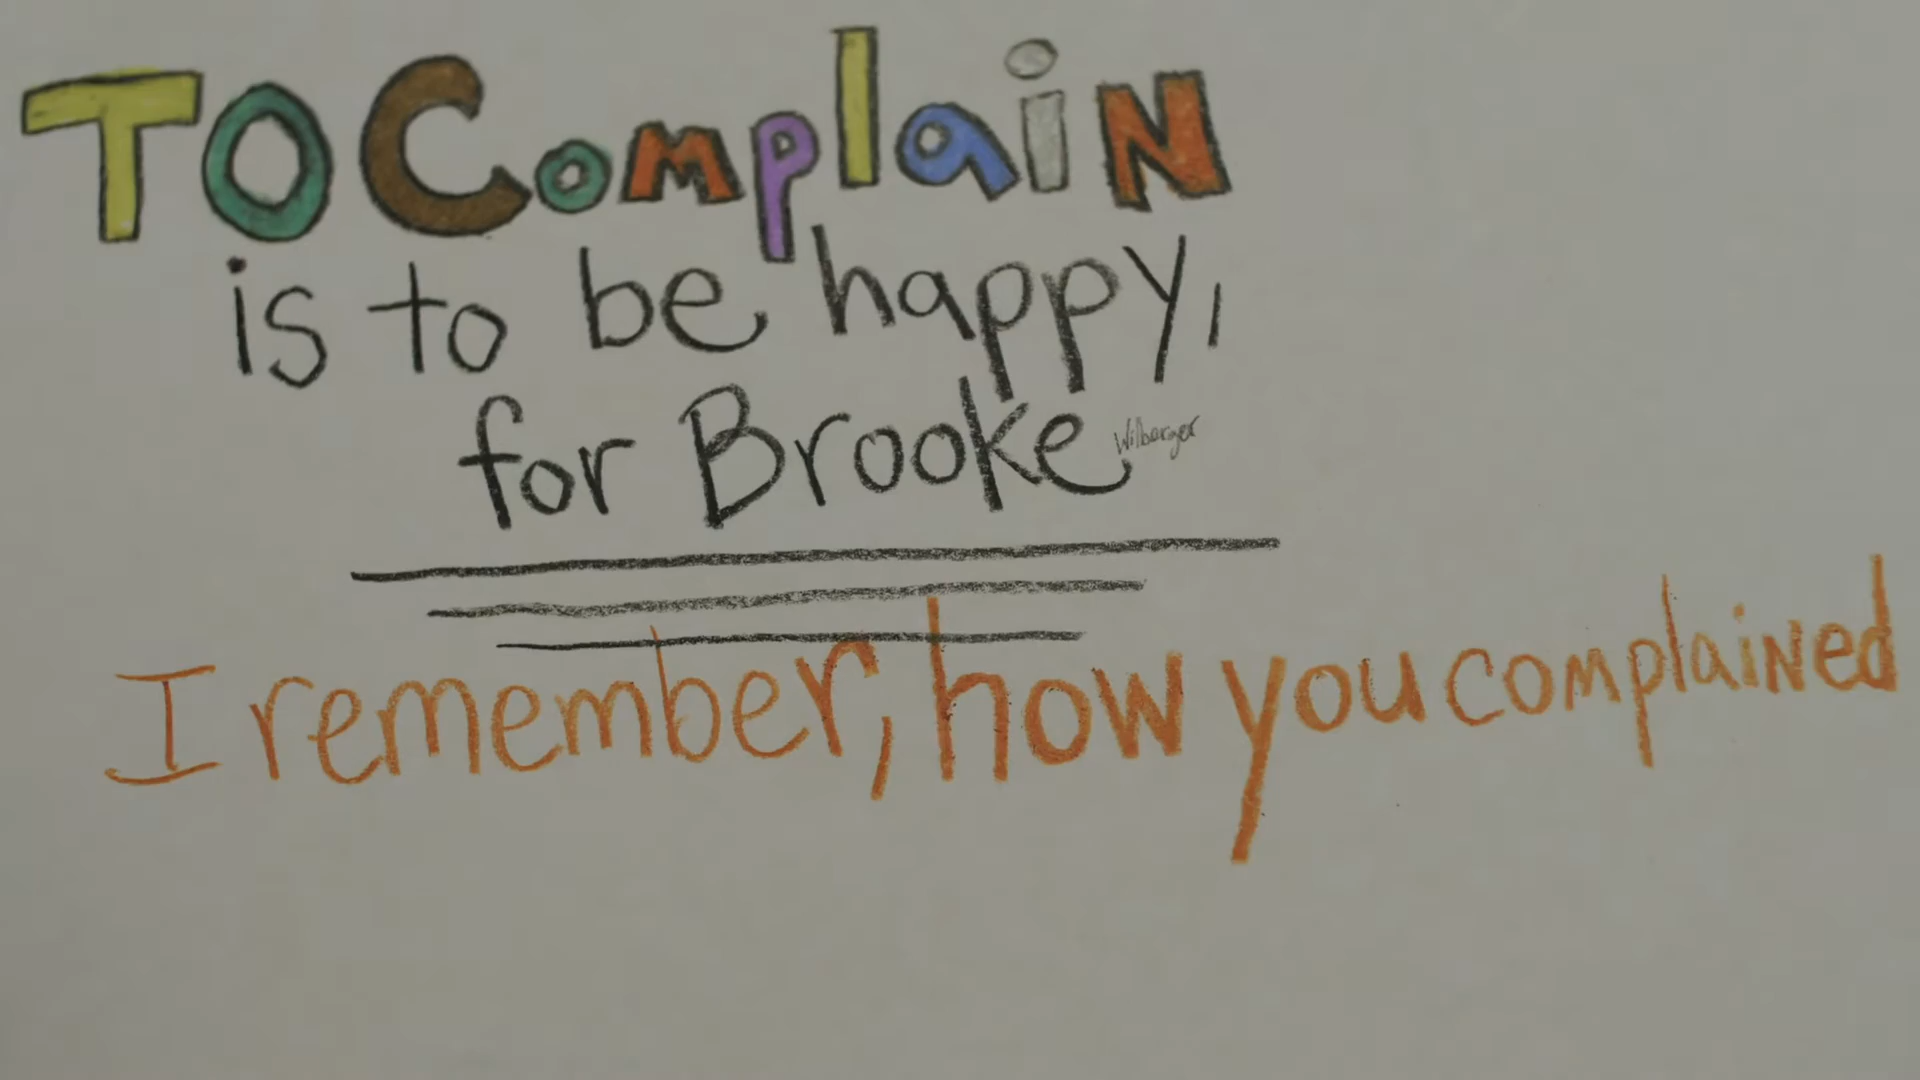 TO ComplaiN
is to be happy,
for Brooke Wilberger
I remember, how you complaiNed